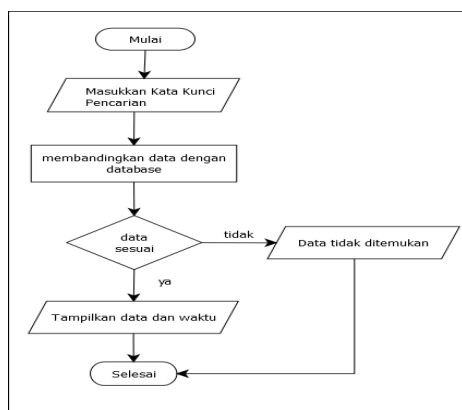 Mulai
Masukkan Kata Kunci
Pencarian
membandingkan data dengan
database
data
sesuai
tidak
Data tidak ditemukan
ya
Tampilkan data dan waktu
Selesai